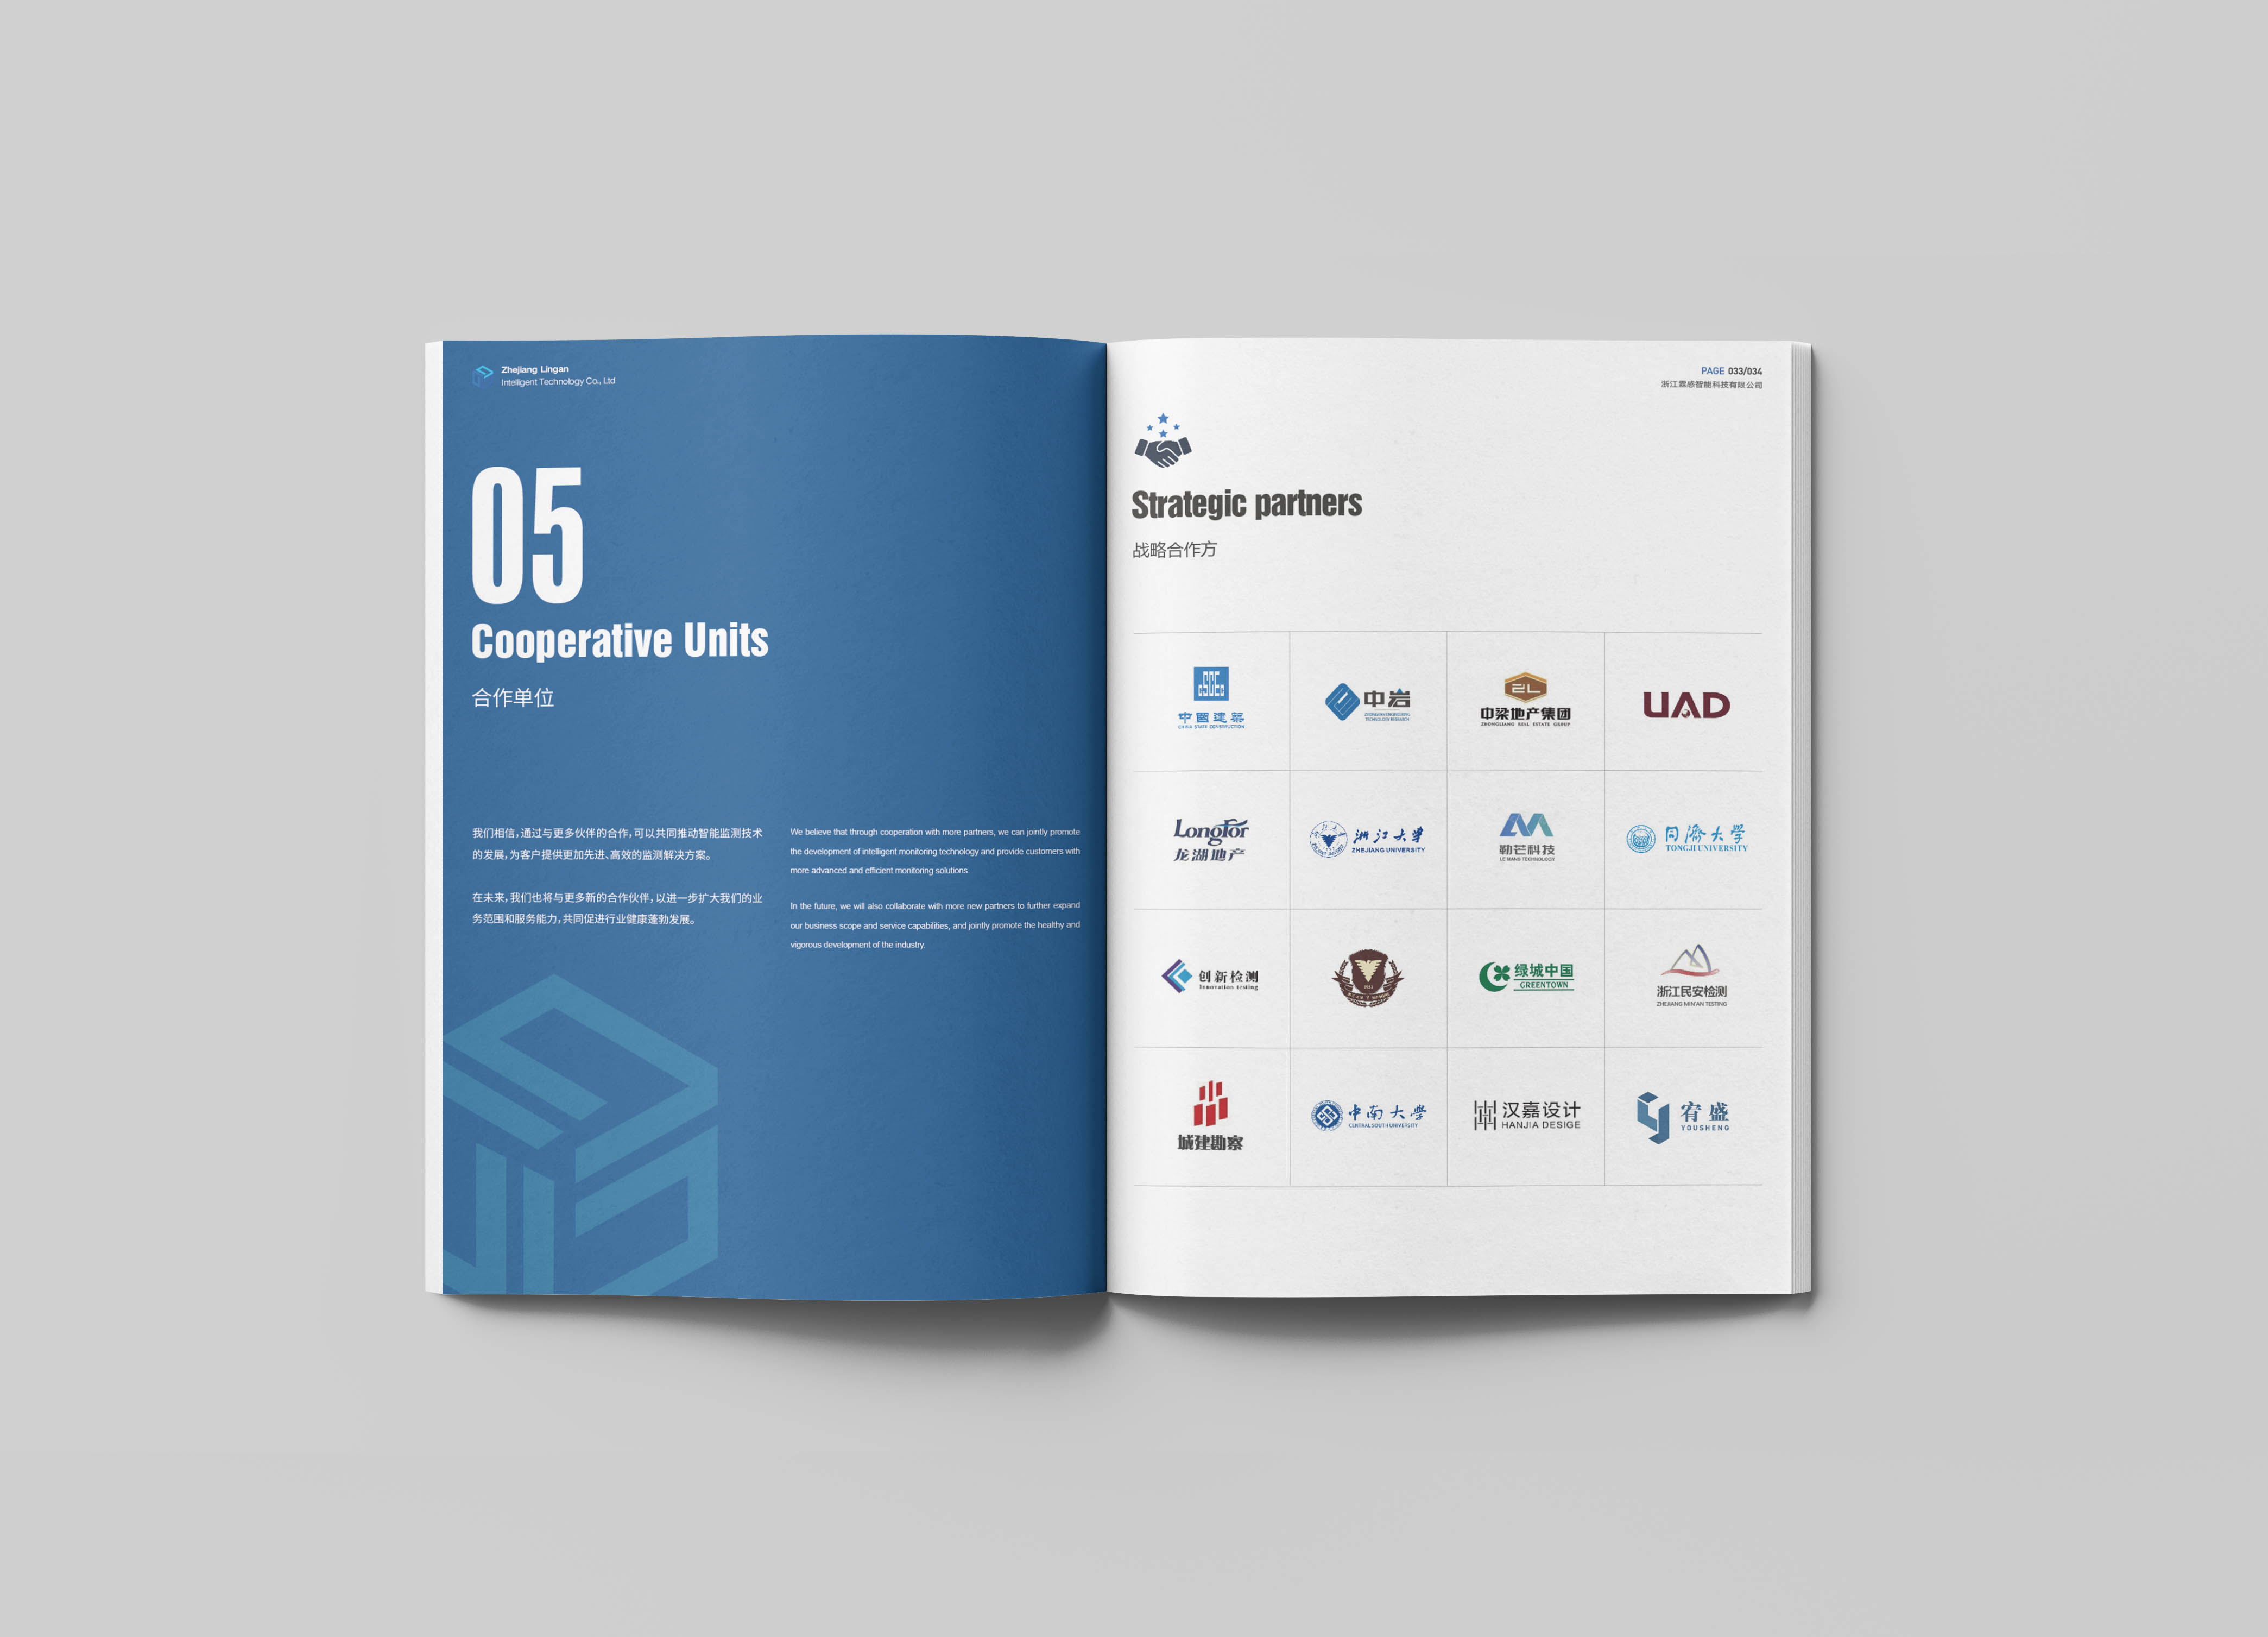 Zhejiang Lingan
Intelligent Technology Co., Ltd
05
Cooperative Units
合作单位
我们相信，通过与更多伙伴的合作，可以共同推动智能监测技术
的发展，为客户提供更加先进、高效的监测解决方案。
在未来，我们也将与更多新的合作伙伴，以进一步扩大我们的业
务范围和服务能力，共同促进行业健康蓬勃发展。
We believe that through cooperation with more partners, we can jointly promote
the development of intelligent monitoring technology and provide customers with
more advanced and efficient monitoring solutions.
In the future, we will also collaborate with more new partners to further expand
our business scope and service capabilities, and jointly promote the healthy and
vigorous development of the industry.
PAGE 033/034
浙江霛感智能科技有限公司
Strategic partners
战略合作方
CSCEC
中國建築
CHINA STATE CONSTRUCTION
中岩
ZHONGYAN ENGINEERING
TECHNOLOGY RESEARCH
ZL
中梁地产集团
ZHONGLIANG REAL ESTATE GROUP
UAD
Longfor
龙湖地产
浙江大学
ZHEJIANG UNIVERSITY
勒芒科技
LE MANG TECHNOLOGY
同濟大学
TONGJI UNIVERSITY
创新检测
Innovation testing
绿城中国
GREENTOWN
浙江民安检测
ZHEJIANG MIN'AN TESTING
城建勘察
中南大学
CENTRAL SOUTH UNIVERSITY
汉嘉设计
HANJIA DESIGE
宥盛
YOUSHENG